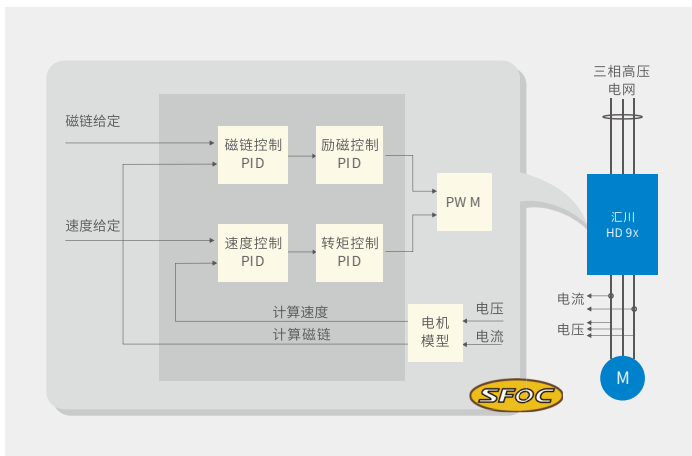 三相高压
电网
磁链给定
磁链控制
PID
励磁控制
PID
PWM
汇川
HD 9x
速度给定
速度控制
PID
转矩控制
PID
计算速度
计算磁链
电机
模型
电压
电流
电流
电压
M
SFOC